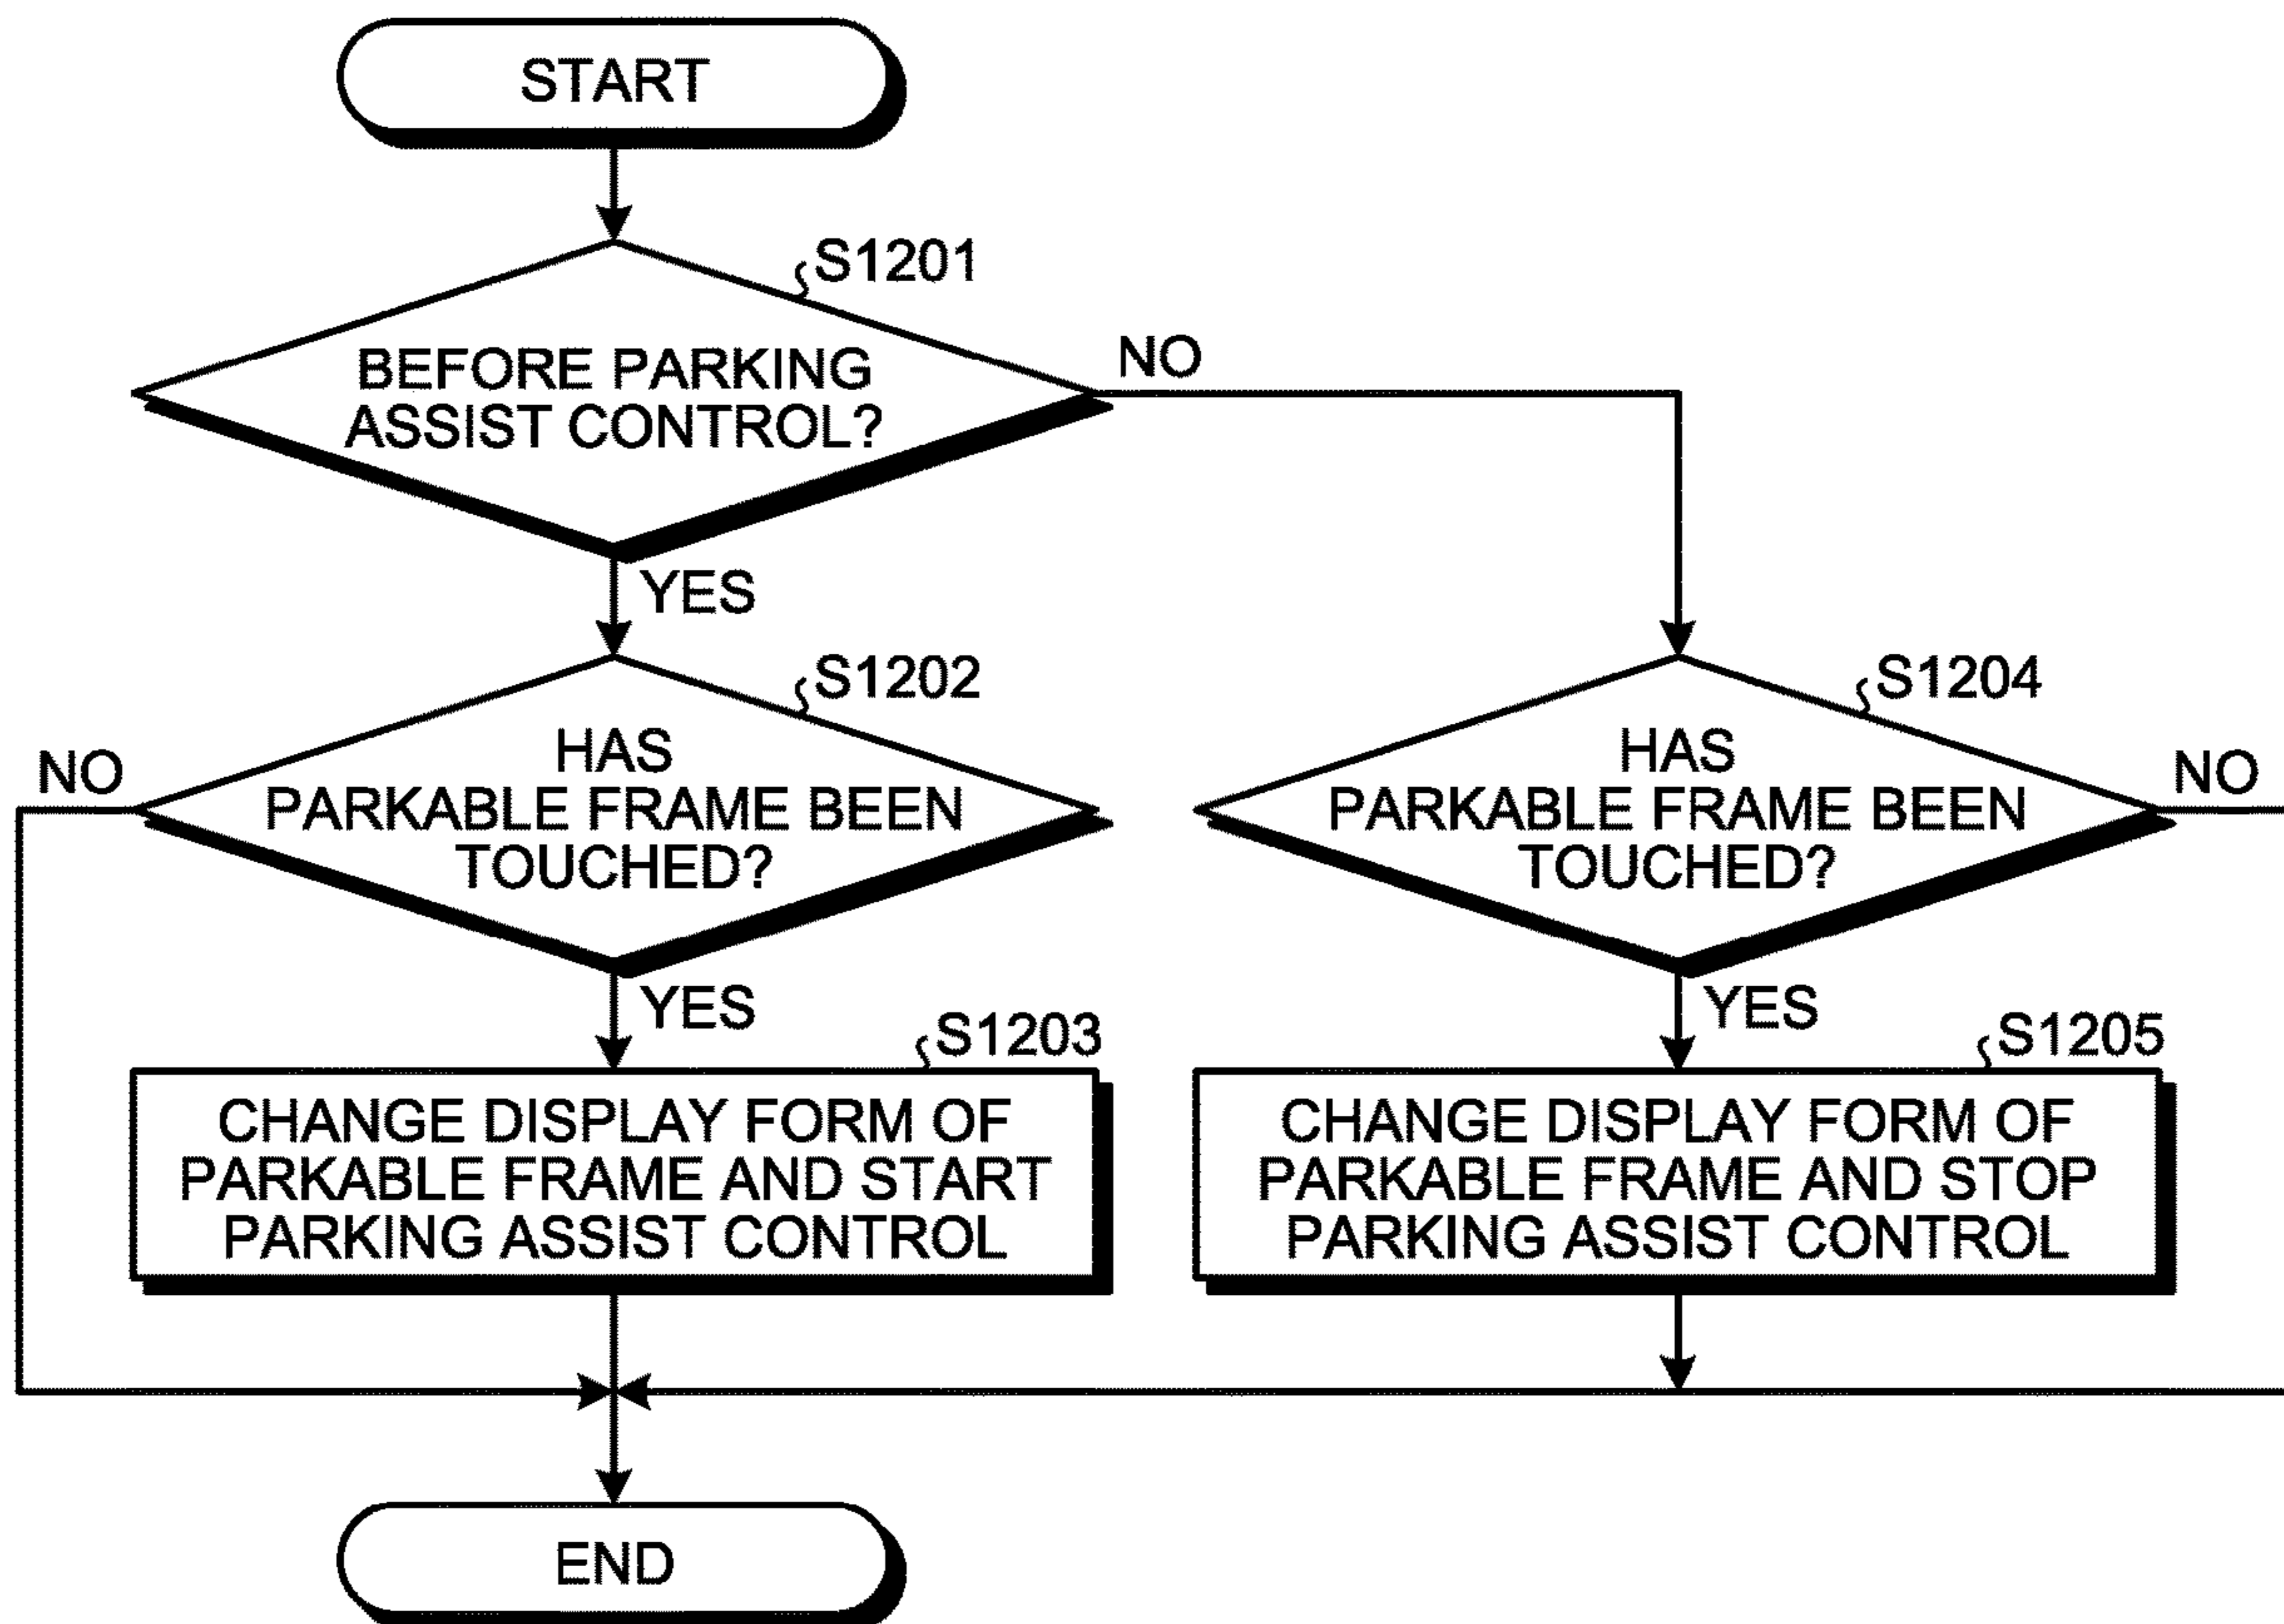 START
S1201
BEFORE PARKING
ASSIST CONTROL?
NO
YES
S1202
HAS
PARKABLE FRAME BEEN
TOUCHED?
NO
YES
S1203
CHANGE DISPLAY FORM OF
PARKABLE FRAME AND START
PARKING ASSIST CONTROL
S1204
HAS
PARKABLE FRAME BEEN
TOUCHED?
NO
YES
S1205
CHANGE DISPLAY FORM OF
PARKABLE FRAME AND STOP
PARKING ASSIST CONTROL
END